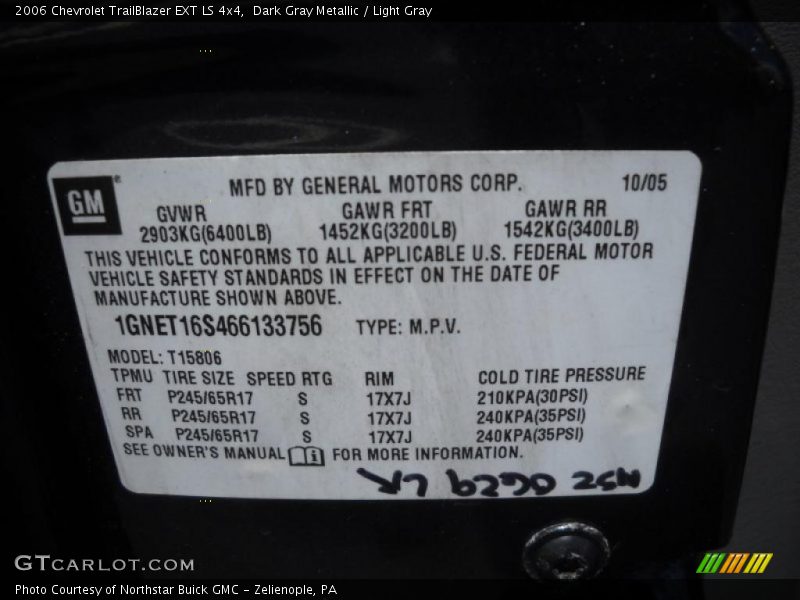 2006 Chevrolet TrailBlazer EXT LS 4x4, Dark Gray Metallic / Light Gray
GM
MFD BY GENERAL MOTORS CORP. 10/05
GVWR GAWR FRT GAWR RR
2903KG(6400LB) 1452KG(3200LB) 1542KG(3400LB)
THIS VEHICLE CONFORMS TO ALL APPLICABLE U.S. FEDERAL MOTOR
VEHICLE SAFETY STANDARDS IN EFFECT ON THE DATE OF
MANUFACTURE SHOWN ABOVE.
1GNET16S466133756 TYPE: M.P.V.
MODEL: T15806
TPMU TIRE SIZE SPEED RTG RIM COLD TIRE PRESSURE
FRT P245/65R17 S 17X7J 210KPA(30PSI)
RR P245/65R17 S 17X7J 240KPA(35PSI)
SPA P245/65R17 S 17X7J 240KPA(35PSI)
SEE OWNER'S MANUAL i FOR MORE INFORMATION.
GTCARLOT.COM
Photo Courtesy of Northstar Buick GMC - Zelienople, PA